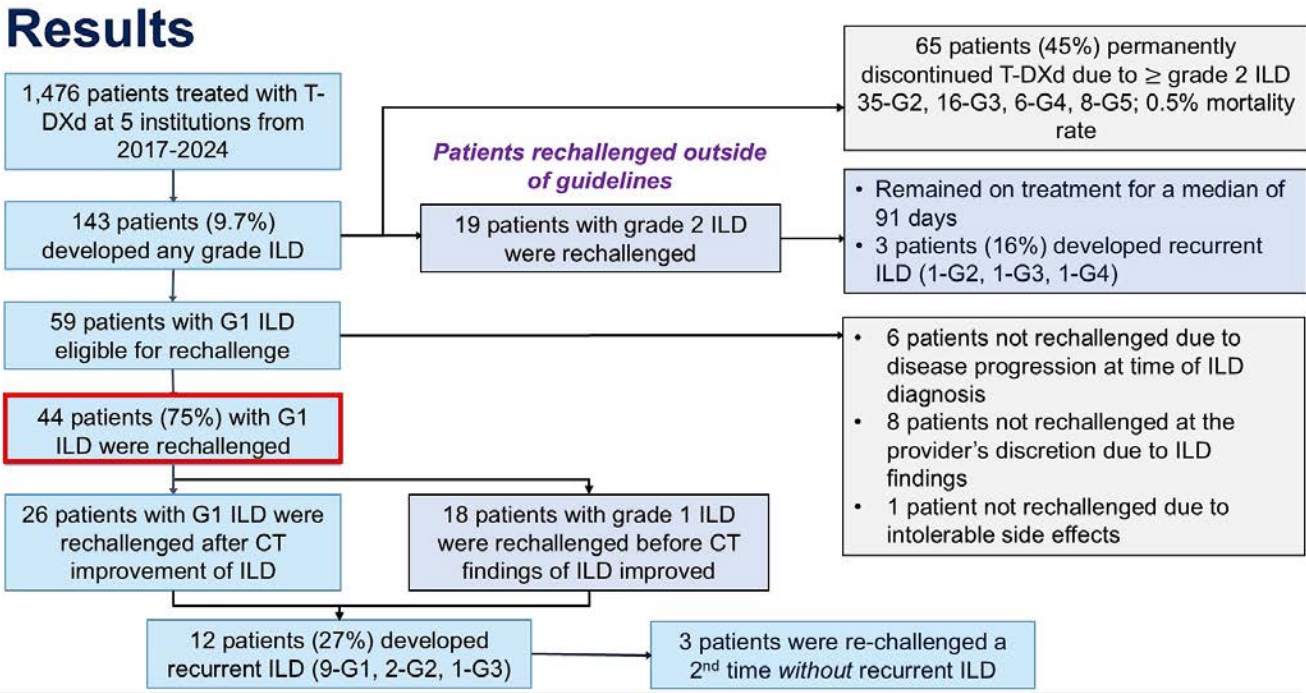 Results
1,476 patients treated with T-
DXd at 5 institutions from
2017-2024
65 patients (45%) permanently
discontinued T-DXd due to ≥ grade 2 ILD
35-G2, 16-G3, 6-G4, 8-G5; 0.5% mortality
rate
Patients rechallenged outside
of guidelines
143 patients (9.7%)
developed any grade ILD
19 patients with grade 2 ILD
were rechallenged
• Remained on treatment for a median of
91 days
• 3 patients (16%) developed recurrent
ILD (1-G2, 1-G3, 1-G4)
59 patients with G1 ILD
eligible for rechallenge
• 6 patients not rechallenged due to
disease progression at time of ILD
diagnosis
• 8 patients not rechallenged at the
provider's discretion due to ILD
findings
• 1 patient not rechallenged due to
intolerable side effects
44 patients (75%) with G1
ILD were rechallenged
26 patients with G1 ILD were
rechallenged after CT
improvement of ILD
18 patients with grade 1 ILD
were rechallenged before CT
findings of ILD improved
12 patients (27%) developed
recurrent ILD (9-G1, 2-G2, 1-G3)
3 patients were re-challenged a
2nd time without recurrent ILD